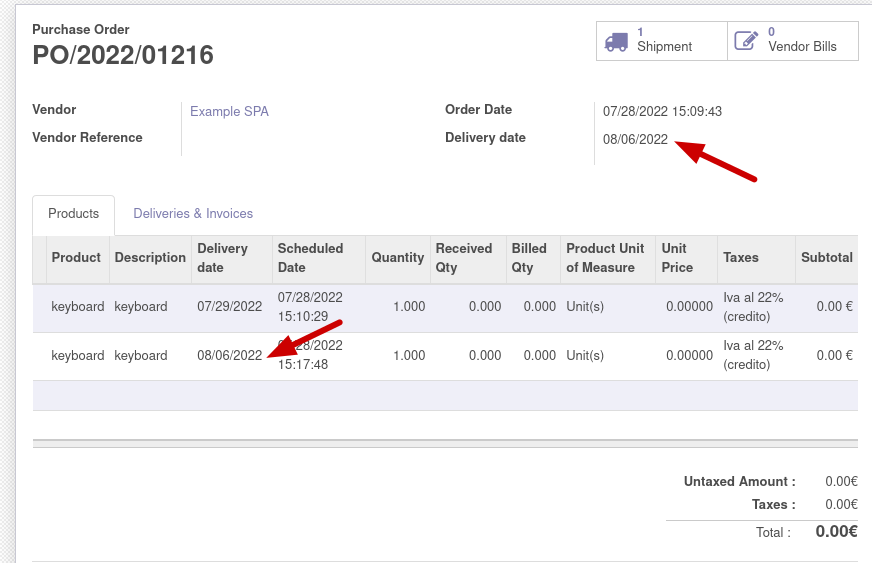 Purchase Order
PO/2022/01216
1
Shipment
0
Vendor Bills
Vendor Example SPA
Vendor Reference
Order Date 07/28/2022 15:09:43
Delivery date 08/06/2022
Products Deliveries & Invoices
Product Description Delivery date Scheduled Date Quantity Received Qty Billed Qty Product Unit of Measure Unit Price Taxes Subtotal
keyboard keyboard 07/29/2022 07/28/2022 15:10:29 1.000 0.000 0.000 Unit(s) 0.00000 Iva al 22% (credito) 0.00 €
keyboard keyboard 08/06/2022 28/2022 15:17:48 1.000 0.000 0.000 Unit(s) 0.00000 Iva al 22% (credito) 0.00 €
Untaxed Amount : 0.00€
Taxes : 0.00€
Total : 0.00€